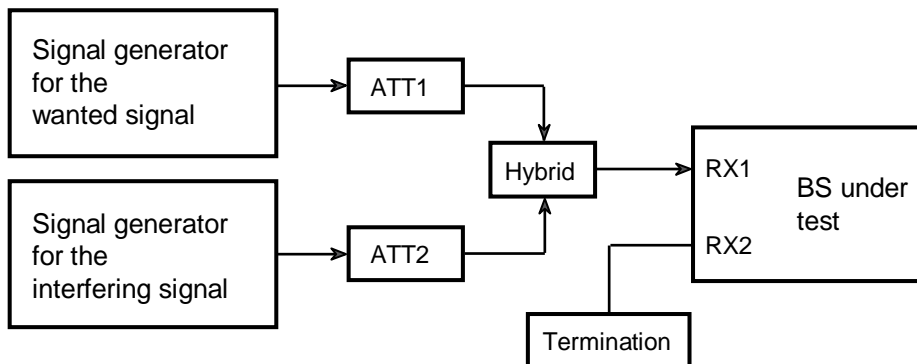 Signal generator
for the
wanted signal
ATT1
Hybrid
Signal generator
for the
interfering signal
ATT2
RX1
BS under
test
RX2
Termination